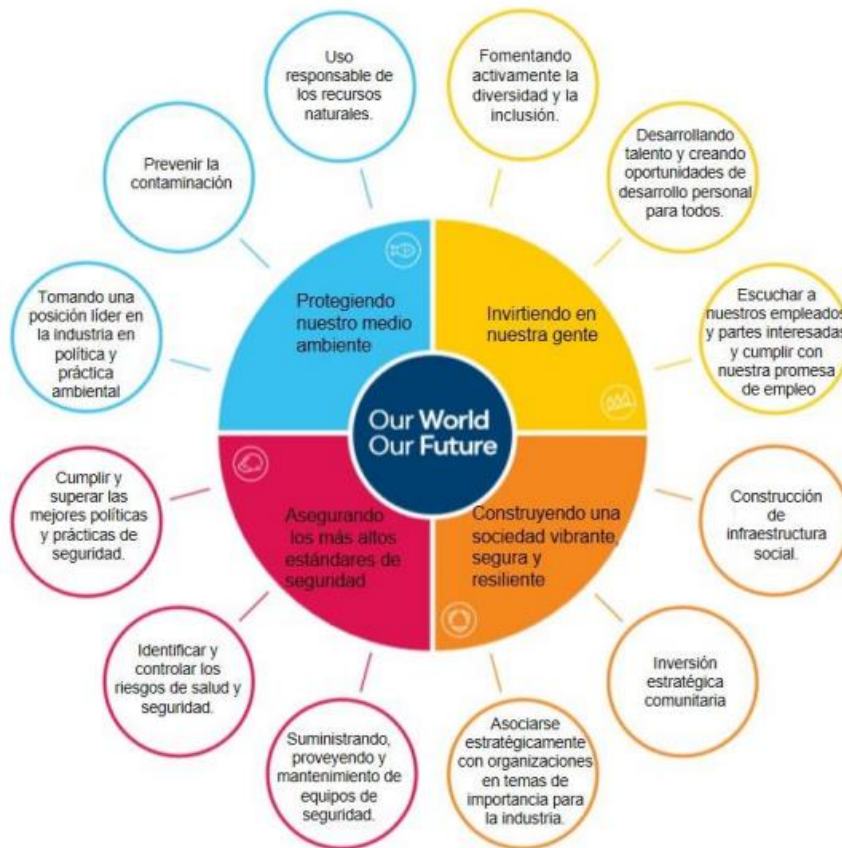 Uso
responsable de
los recursos
naturales.
Fomentando
activamente la
diversidad y la
inclusión.
Prevenir la
contaminación
Desarrollando
talento y creando
oportunidades de
desarrollo personal
para todos.
Tomando una
posición líder en
la industria en
política y
práctica ambiental
Protegiendo
nuestro medio
ambiente
Invirtiendo en
nuestra gente
Escuchar a
nuestros empleados
y partes interesadas
y cumplir con
nuestra promesa
de empleo
Our World
Our Future
Cumplir y
superar las
mejores políticas
y prácticas de
seguridad.
Asegurando
los más altos
estándares de
seguridad
Construyendo una
sociedad vibrante,
segura y
resiliente
Construcción
de
infraestructura
social.
Identificar y
controlar los
riesgos de salud y
seguridad.
Inversión
estratégica
comunitaria
Suministrando,
proveyendo y
mantenimiento de
equipos de
seguridad.
Asociarse
estratégicamente
con organizaciones
en temas de
importancia para
la industria.